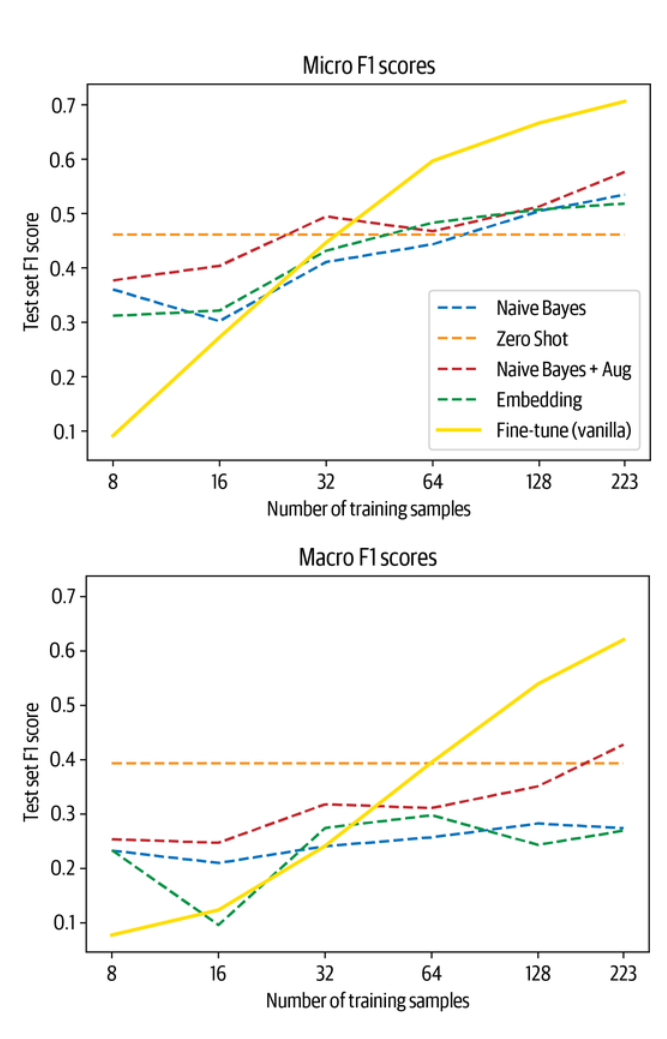 Micro F1 scores
Test set F1 score
0.7
0.6
0.5
0.4
0.3
0.2
0.1
Naive Bayes
Zero Shot
Naive Bayes + Aug
Embedding
Fine-tune (vanilla)
8 16 32 64 128 223
Number of training samples
Macro F1 scores
Test set F1 score
0.7
0.6
0.5
0.4
0.3
0.2
0.1
8 16 32 64 128 223
Number of training samples